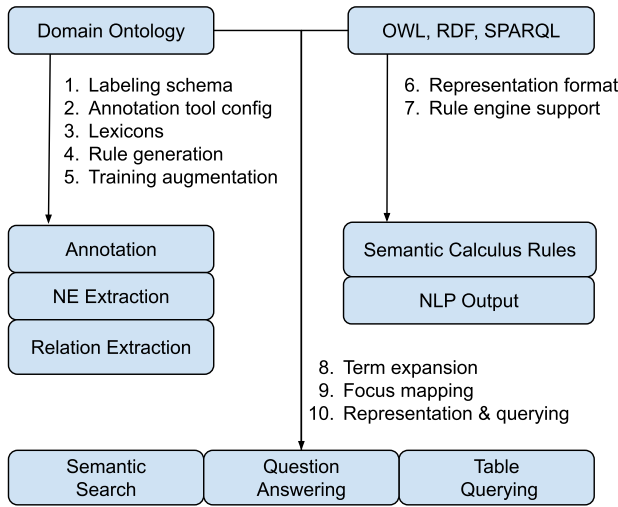 Domain Ontology
OWL, RDF, SPARQL
1. Labeling schema
2. Annotation tool config
3. Lexicons
4. Rule generation
5. Training augmentation
6. Representation format
7. Rule engine support
Annotation
NE Extraction
Relation Extraction
Semantic Calculus Rules
NLP Output
8. Term expansion
9. Focus mapping
10. Representation & querying
Semantic
Search
Question
Answering
Table
Querying